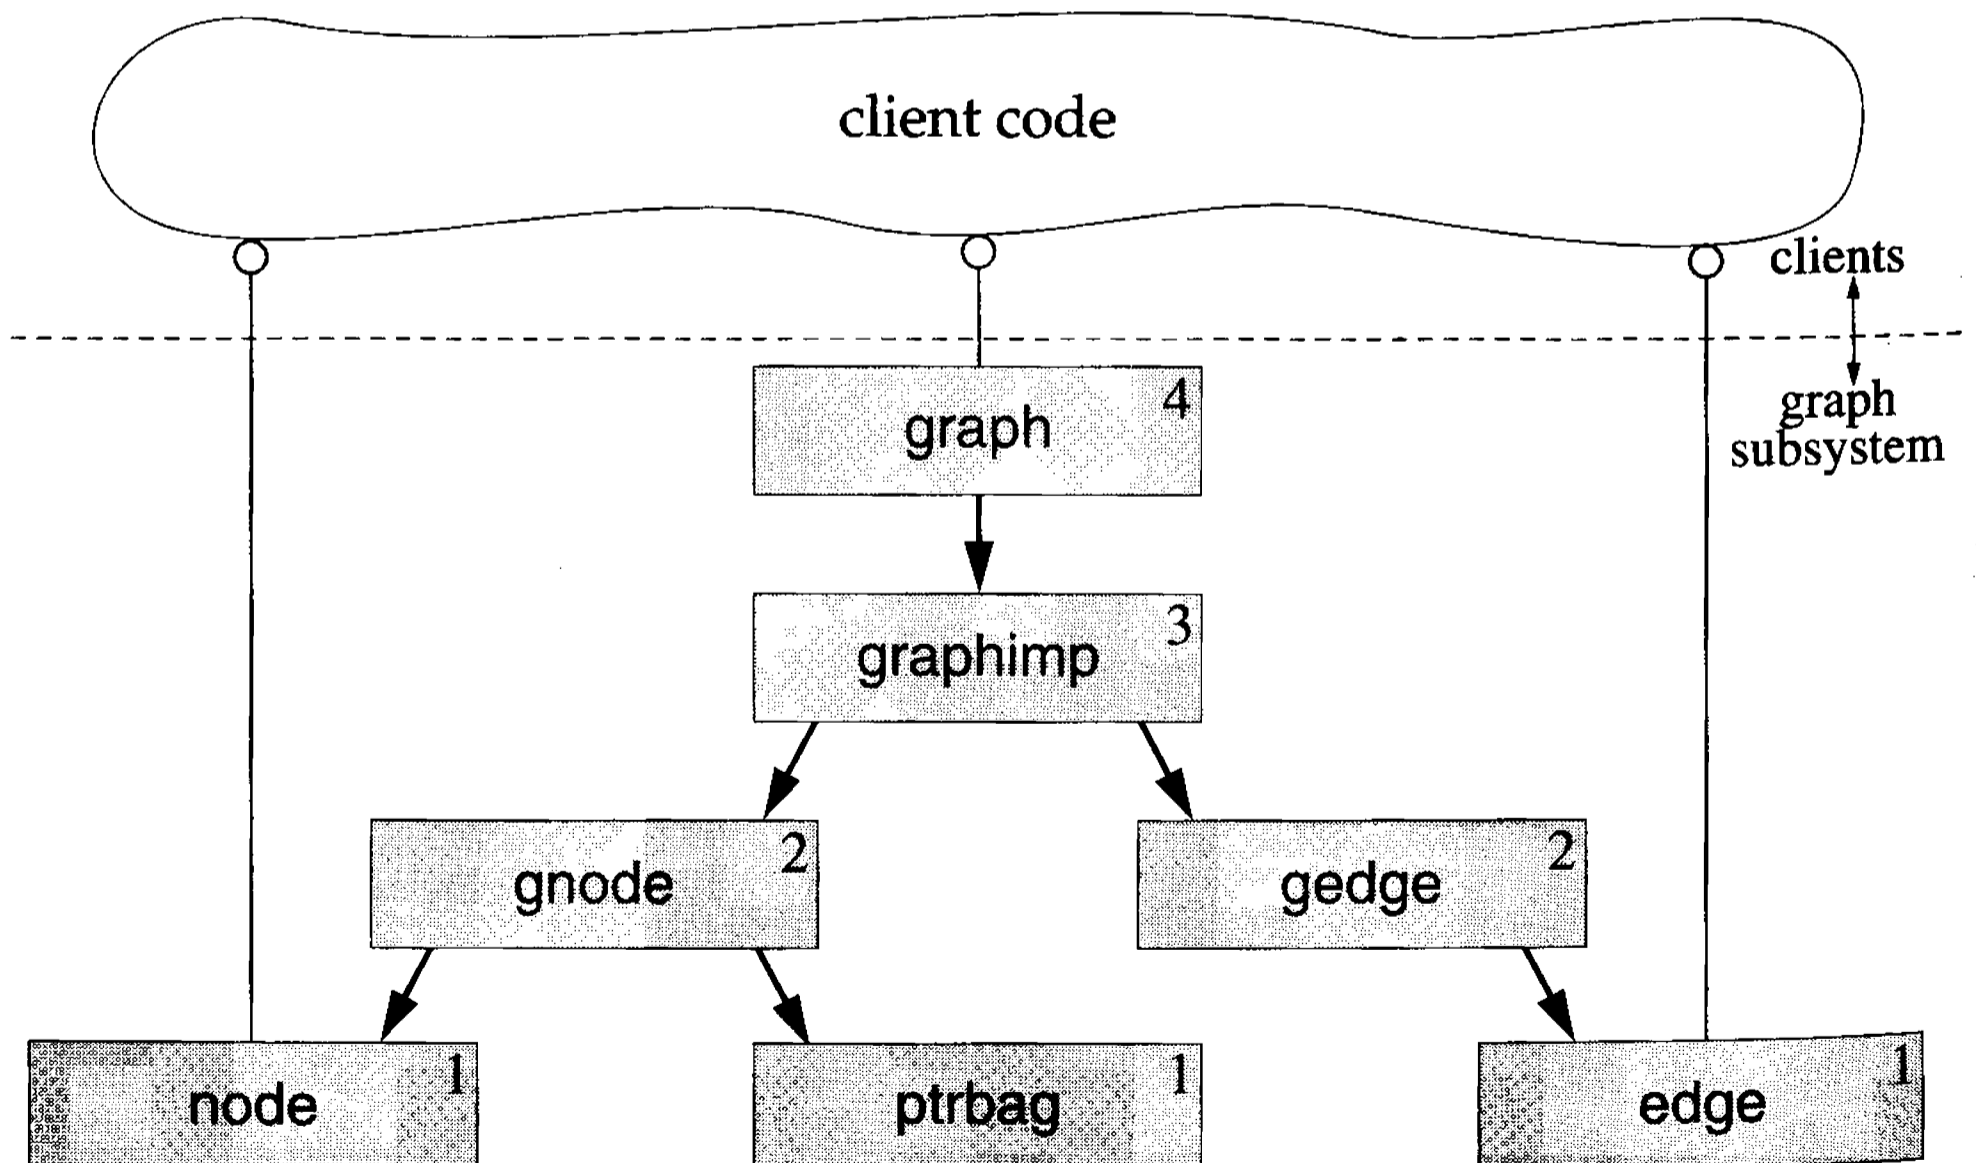 client code
clients
graph
subsystem
4
graph
3
graphimp
2
gnode
2
gedge
1
node
1
ptrbag
1
edge